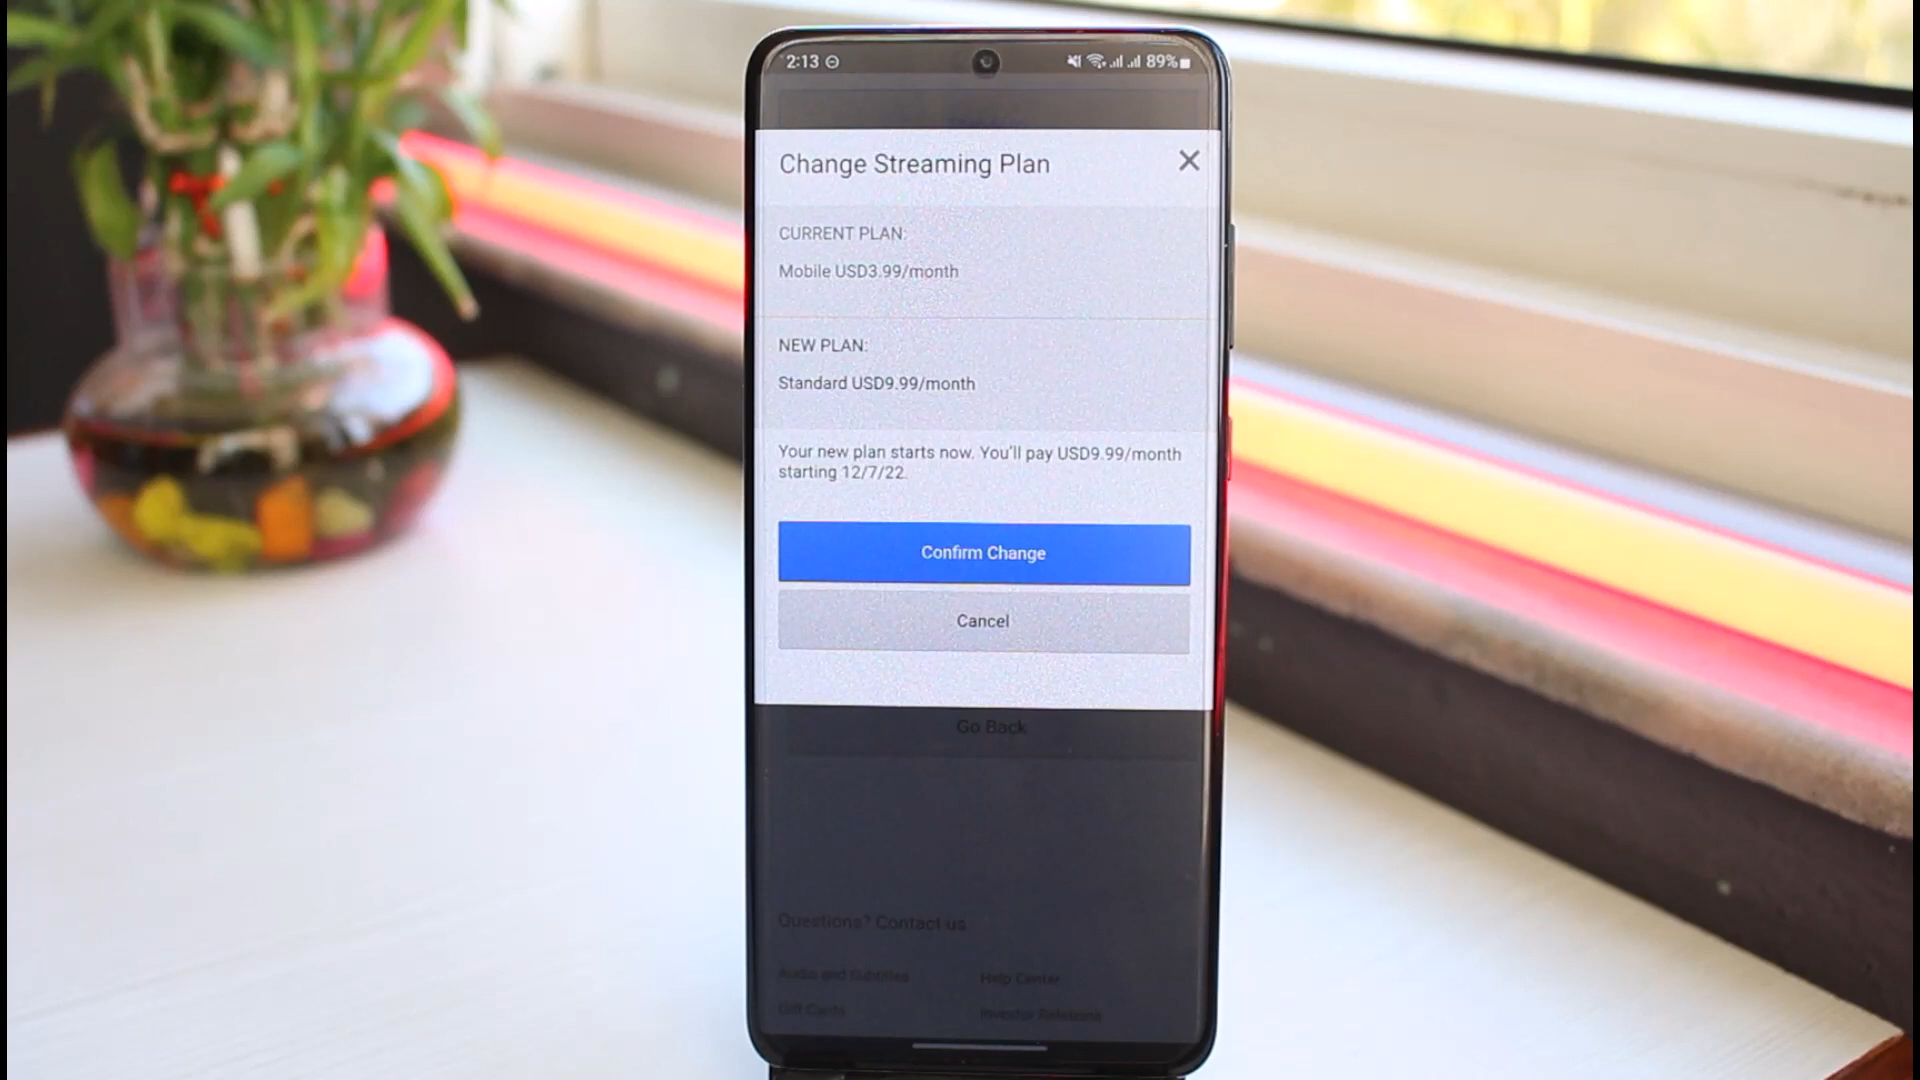 2:13
89%
Change Streaming Plan
CURRENT PLAN:
Mobile USD3.99/month
NEW PLAN:
Standard USD9.99/month
Your new plan starts now. You'll pay USD9.99/month
starting 12/7/22.
Confirm Change
Cancel
Go Back
Questions? Contact us
Audio and Subtitles
Help Center
Gift Cards
Investor Relations